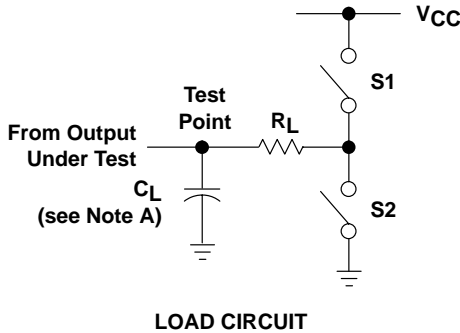 VCC
S1
Test
Point
RL
From Output
Under Test
CL
(see Note A)
S2
LOAD CIRCUIT